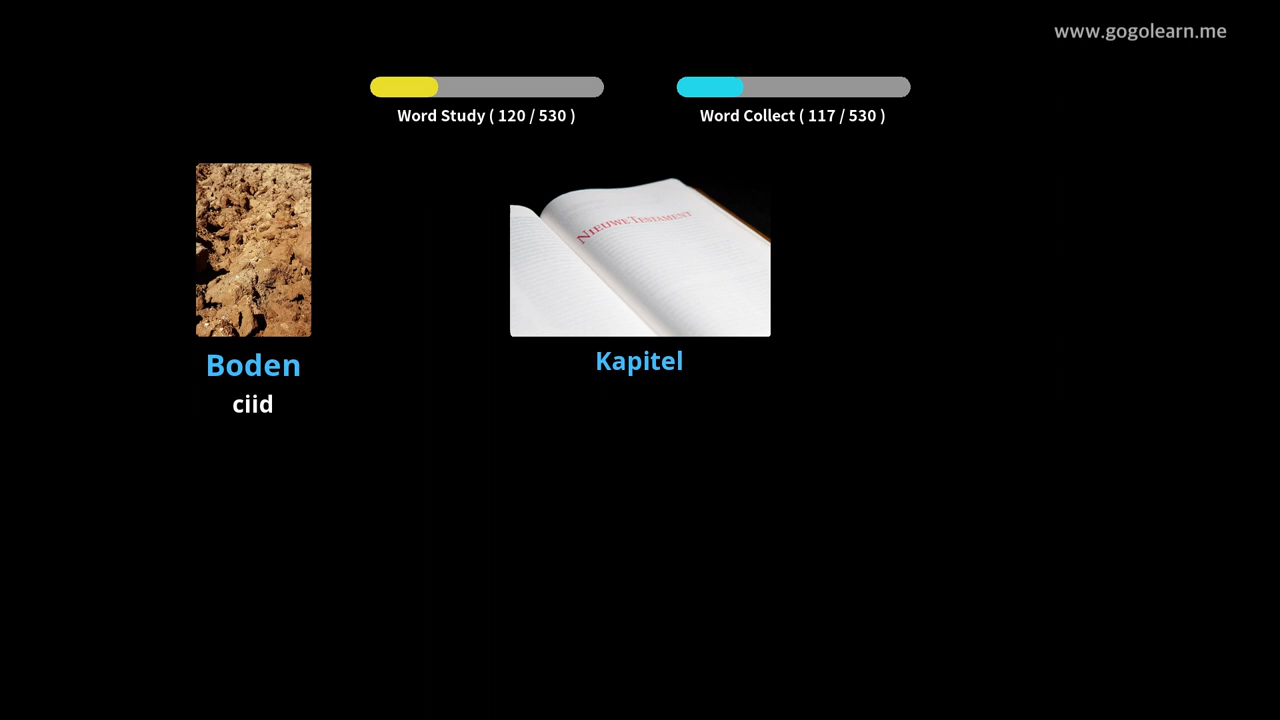 www.gogolearn.me
Word Study ( 120 / 530 )
Word Collect ( 117 / 530 )
NIEUWE TESTAMENT
Boden
ciid
Kapitel